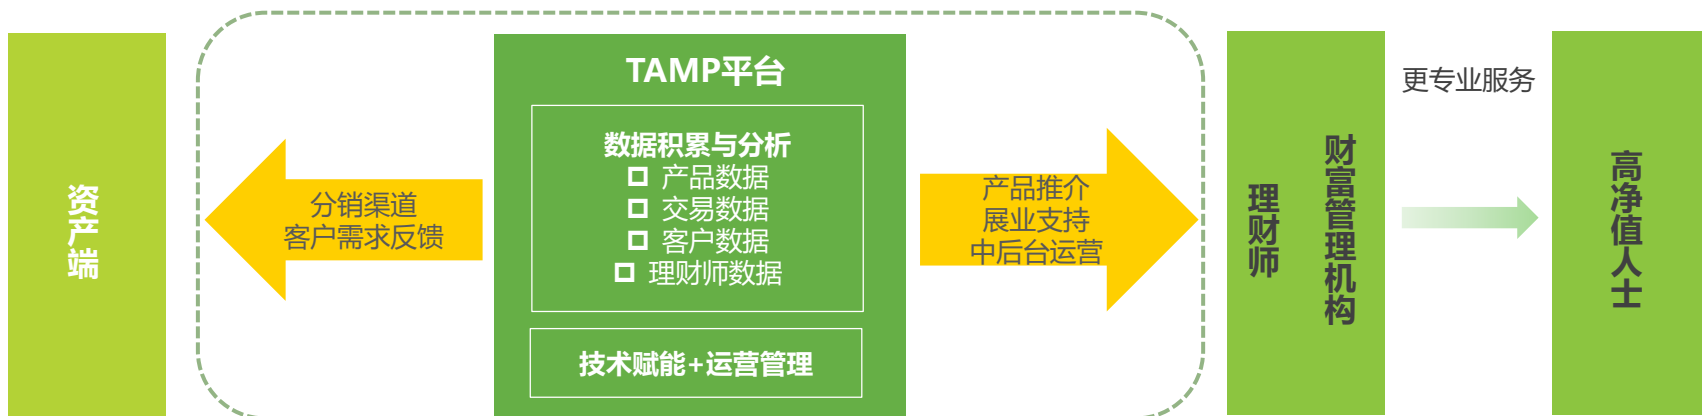 资产端
分销渠道
客户需求反馈
TAMP平台
数据积累与分析
产品数据
交易数据
客户数据
理财师数据
技术赋能+运营管理
产品推介
展业支持
中后台运营
理财师
财富管理机构
更专业服务
高净值人士